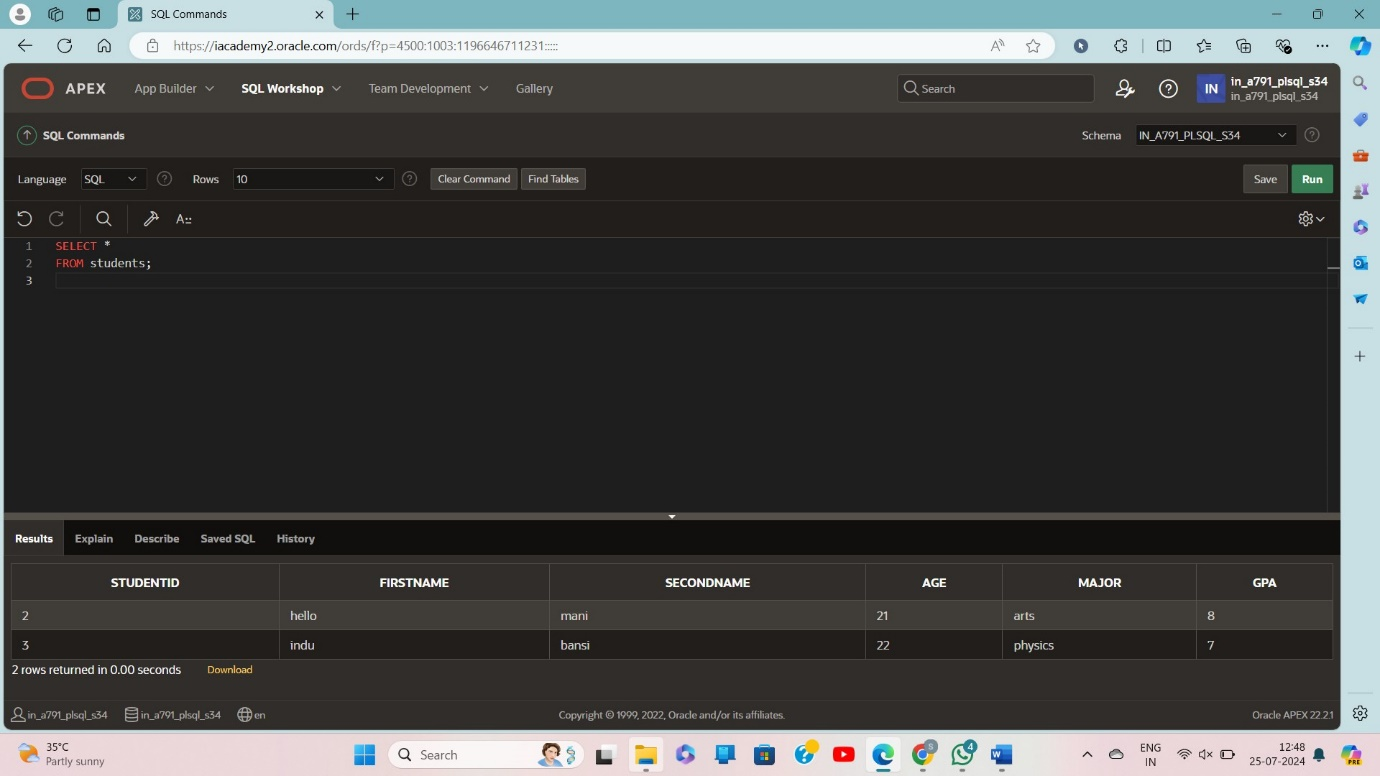 SQL Commands
https://iacademy2.oracle.com/ords/f?p=4500:1003:1196646711231:::::
APEX App Builder SQL Workshop Team Development Gallery Search IN in_a791_plsql_s34
in_a791_plsql_s34
SQL Commands Schema IN_A791_PLSQL_S34
Language SQL Rows 10 Clear Command Find Tables Save Run
1 SELECT *
2 FROM students;
3
Results Explain Describe Saved SQL History
STUDENTID FIRSTNAME SECONDNAME AGE MAJOR GPA
2 hello mani 21 arts 8
3 indu bansi 22 physics 7
2 rows returned in 0.00 seconds Download
in_a791_plsql_s34 in_a791_plsql_s34 en Copyright © 1999, 2022, Oracle and/or its affiliates. Oracle APEX 22.2.1
35°C
Partly sunny
Search
S
4
ENG
IN
12:48
25-07-2024
PRE